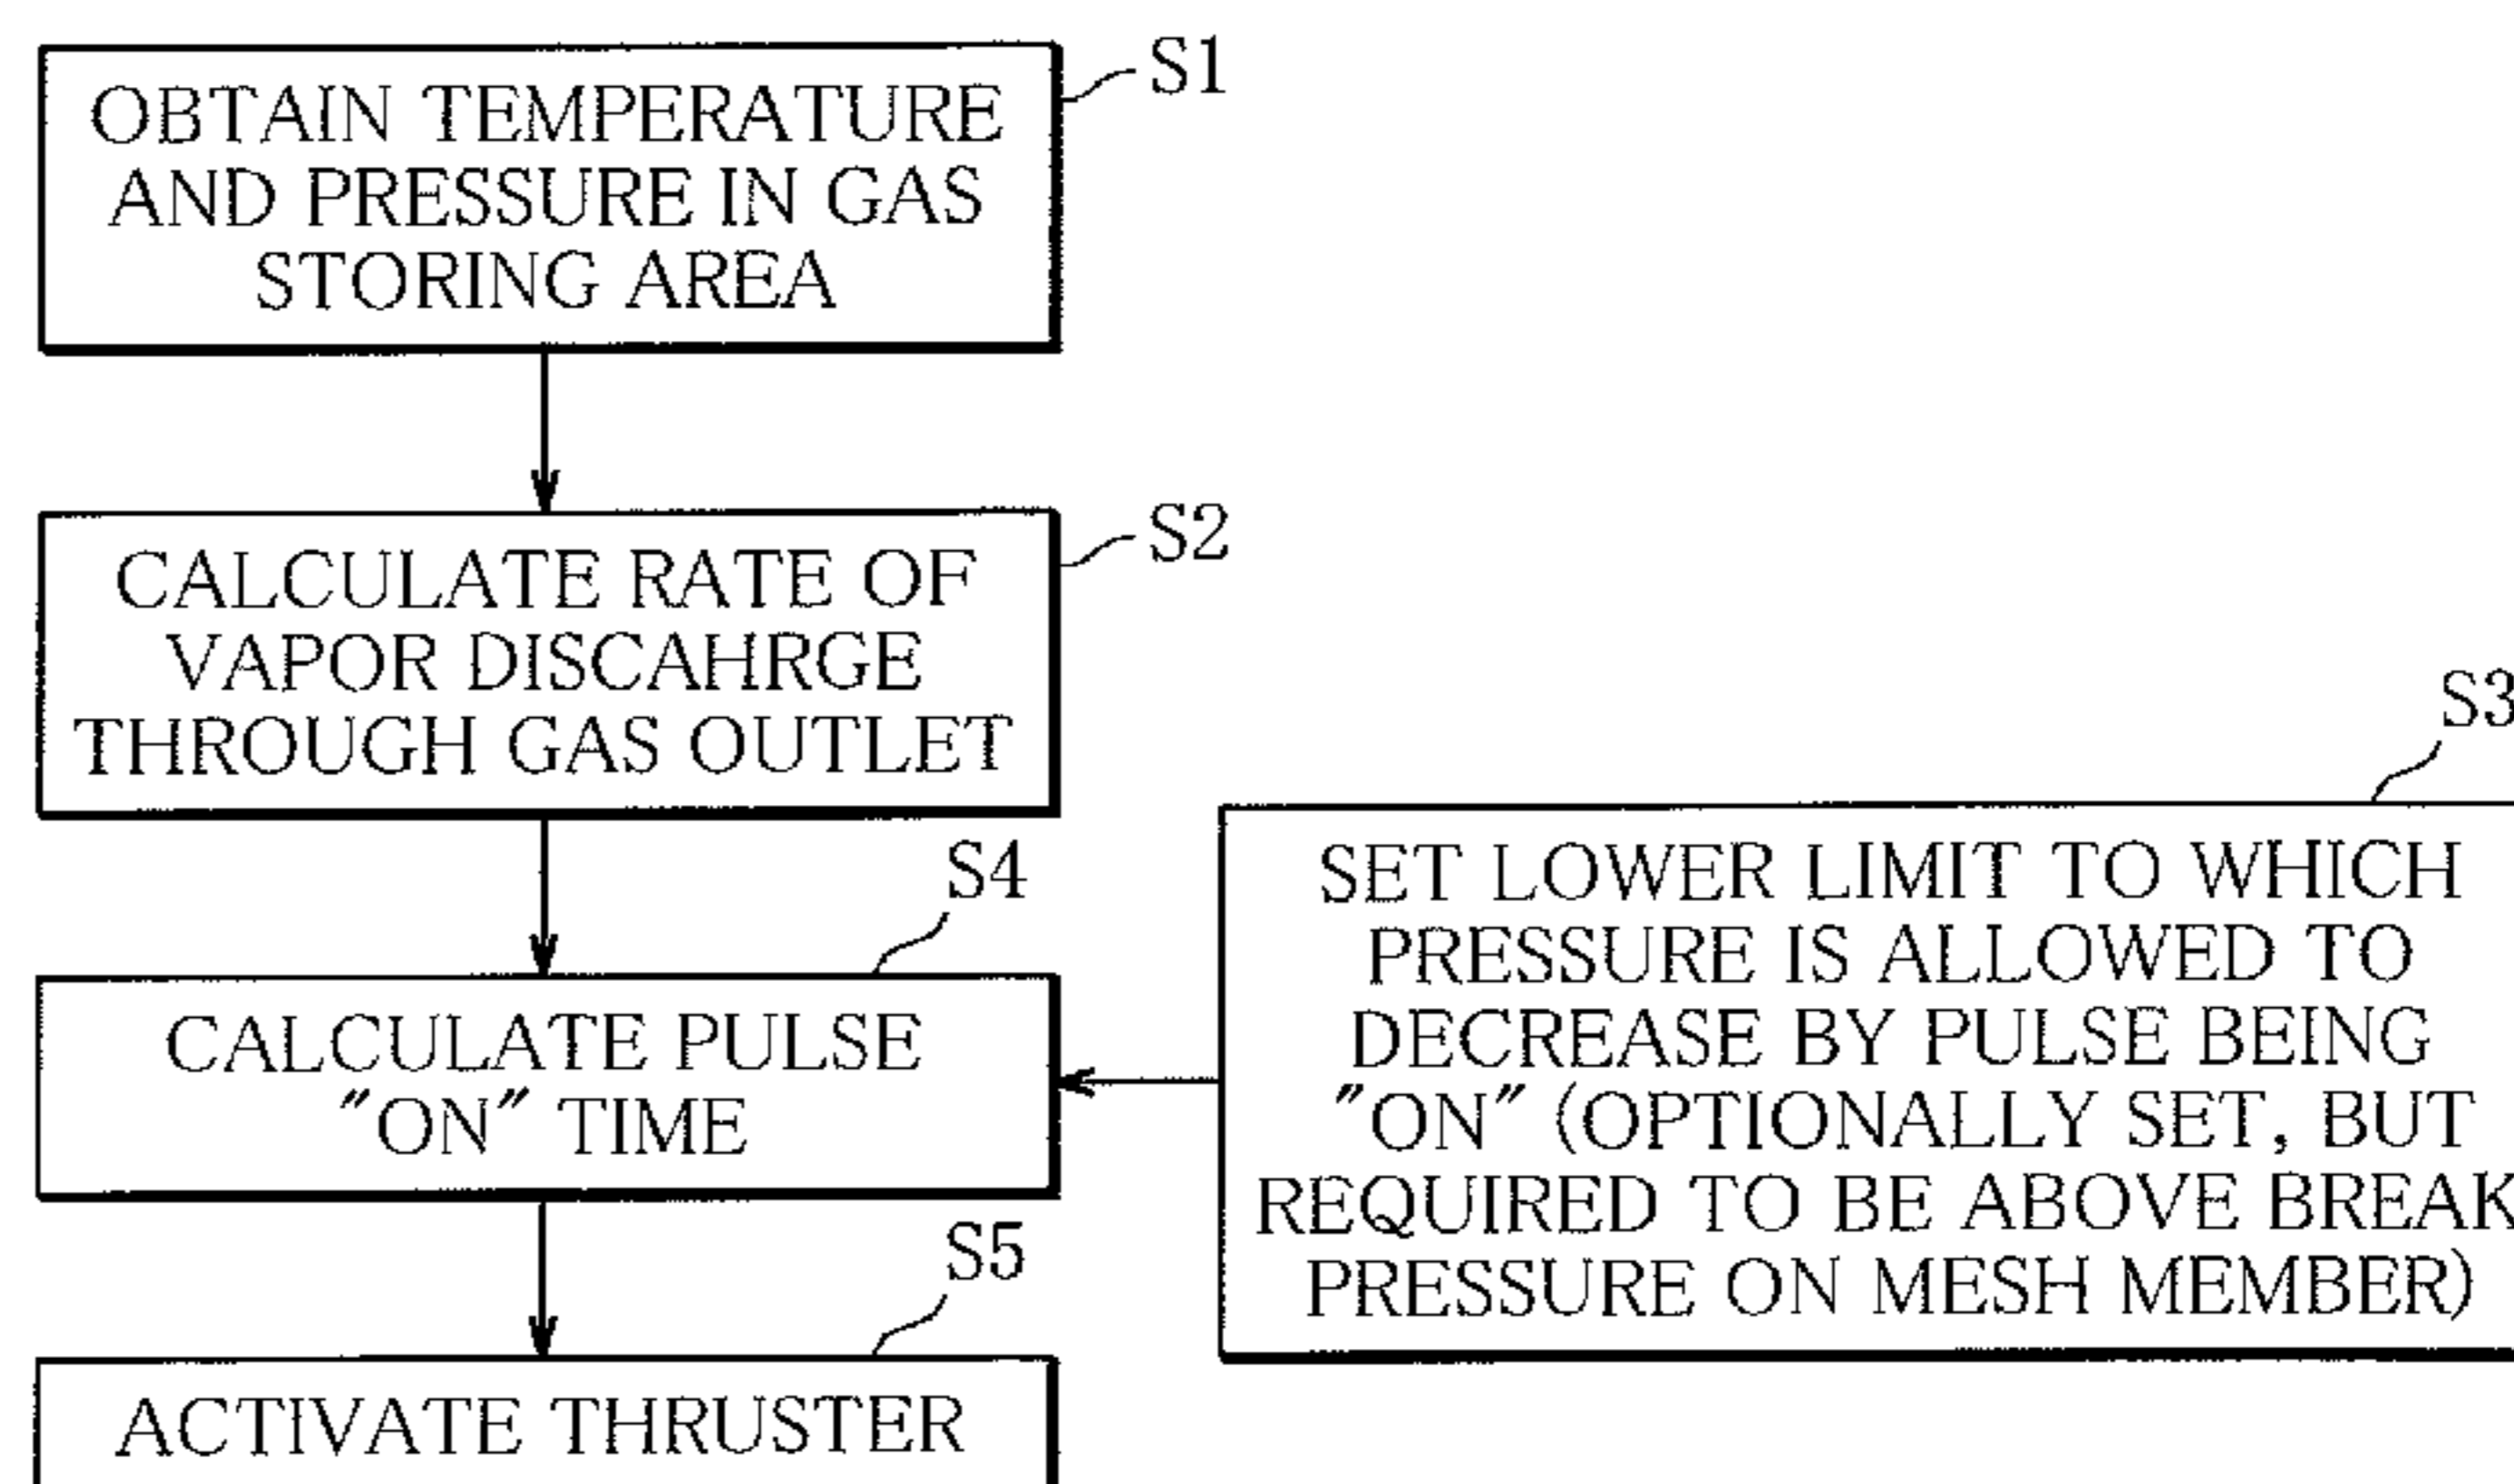 S1
OBTAIN TEMPERATURE
AND PRESSURE IN GAS
STORING AREA
S2
CALCULATE RATE OF
VAPOR DISCAHRGE
THROUGH GAS OUTLET
S3
SET LOWER LIMIT TO WHICH
PRESSURE IS ALLOWED TO
DECREASE BY PULSE BEING
"ON" (OPTIONALLY SET, BUT
REQUIRED TO BE ABOVE BREAK
PRESSURE ON MESH MEMBER)
S4
CALCULATE PULSE
"ON" TIME
S5
ACTIVATE THRUSTER